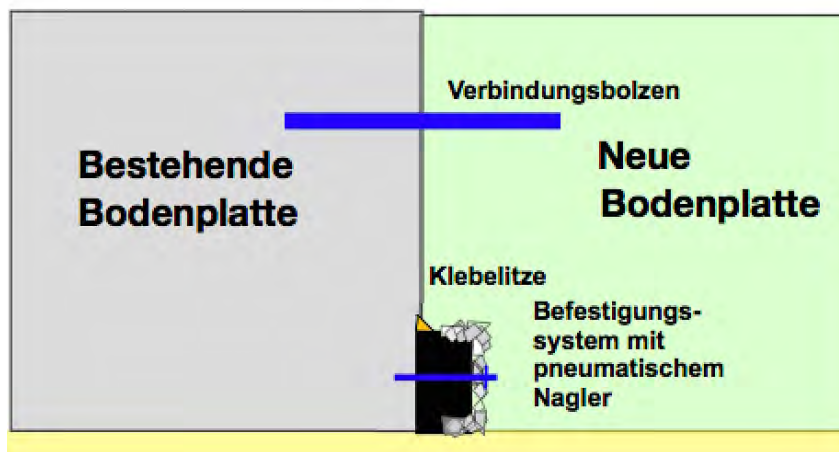 Verbindungsbolzen
Bestehende
Bodenplatte
Neue
Bodenplatte
Klebelitze
Befestigungs-
system mit
pneumatischem
Nagler